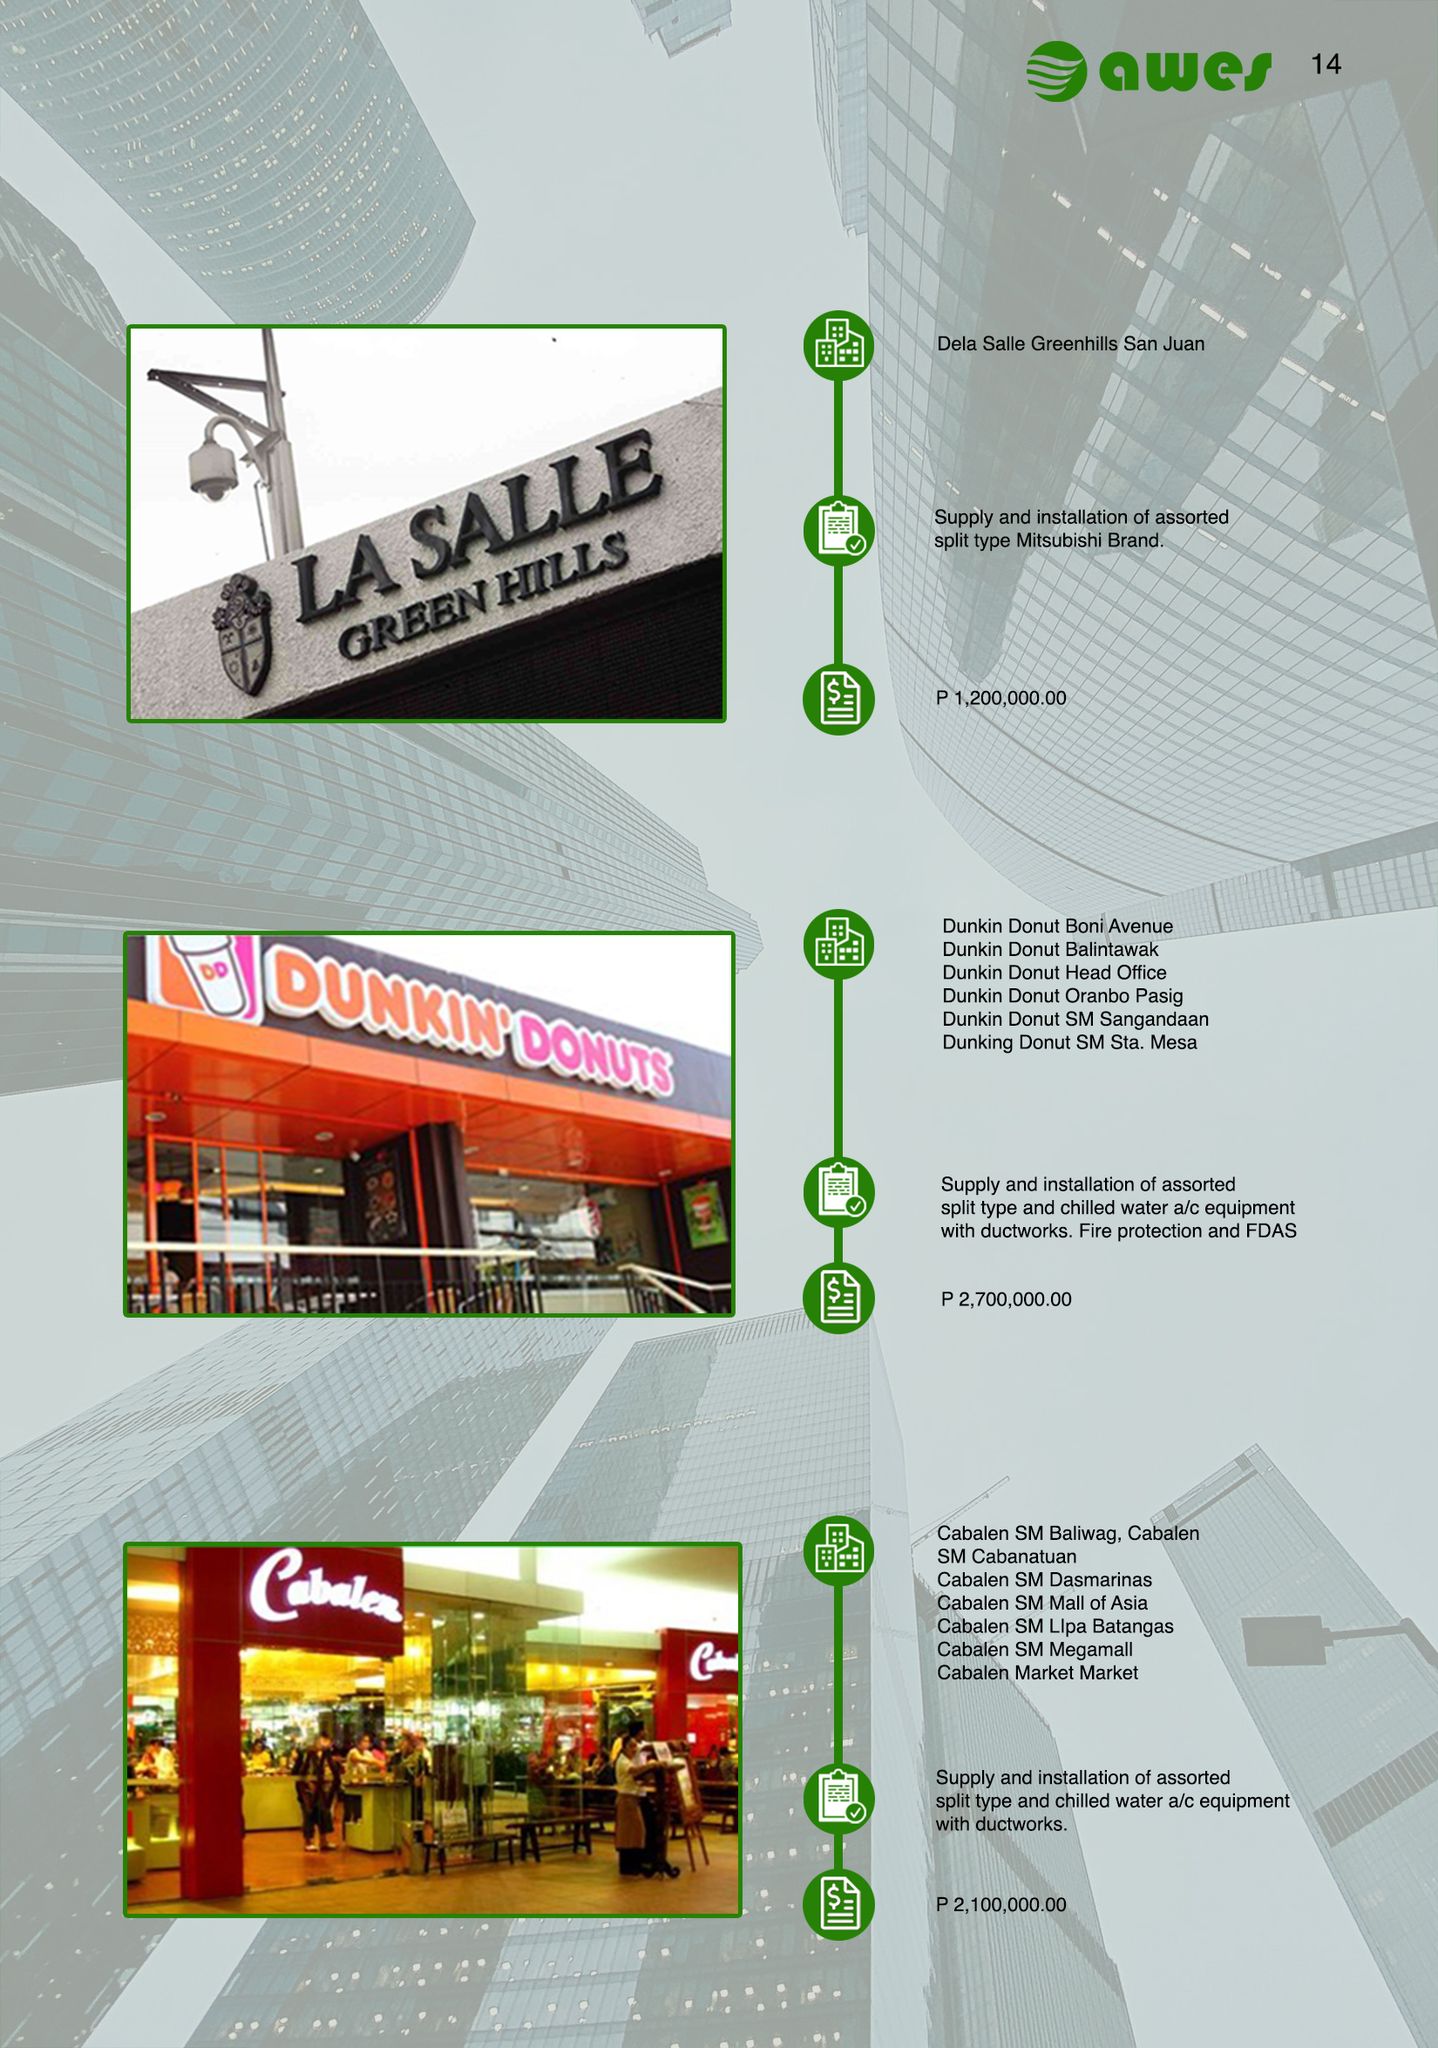 awes
14
LA SALLE
GREEN HILLS
Dela Salle Greenhills San Juan
Supply and installation of assorted
split type Mitsubishi Brand.
P 1,200,000.00
DD
DUNKIN' DONUTS
Dunkin Donut Boni Avenue
Dunkin Donut Balintawak
Dunkin Donut Head Office
Dunkin Donut Oranbo Pasig
Dunkin Donut SM Sangandaan
Dunking Donut SM Sta. Mesa
Supply and installation of assorted
split type and chilled water a/c equipment
with ductworks. Fire protection and FDAS
P 2,700,000.00
Cabalen
Cabalen SM Baliwag, Cabalen
SM Cabanatuan
Cabalen SM Dasmarinas
Cabalen SM Mall of Asia
Cabalen SM LIpa Batangas
Cabalen SM Megamall
Cabalen Market Market
Supply and installation of assorted
split type and chilled water a/c equipment
with ductworks.
P 2,100,000.00